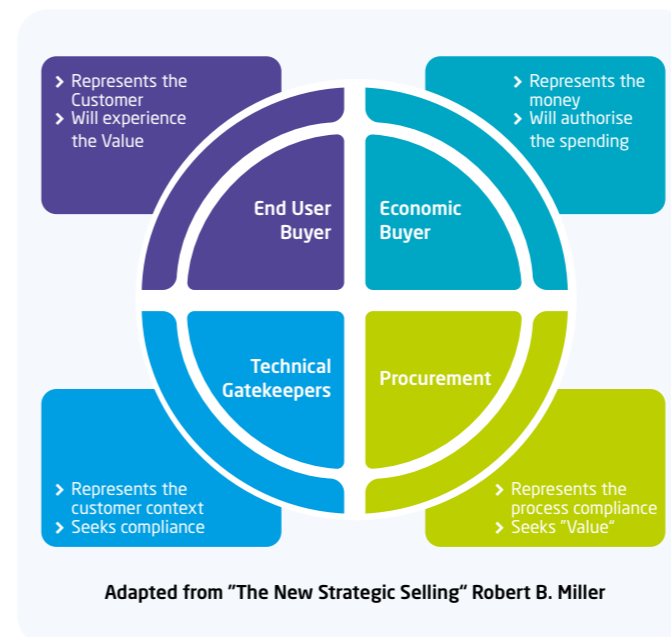 Represents the
Customer
Will experience
the Value
Represents the
money
Will authorise
the spending
End User
Buyer
Economic
Buyer
Technical
Gatekeepers
Procurement
Represents the
customer context
Seeks compliance
Represents the
process compliance
Seeks "Value"
Adapted from "The New Strategic Selling" Robert B. Miller